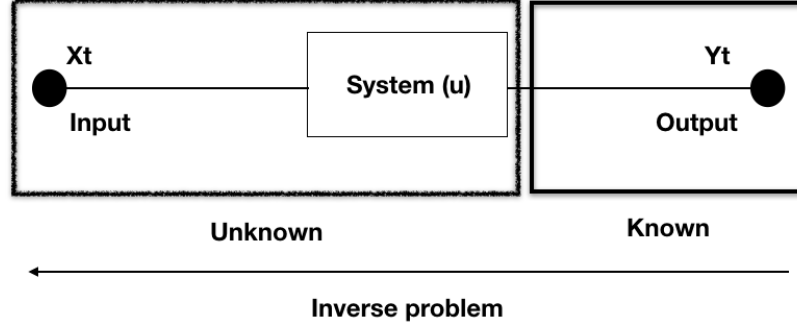 Xt
Yt
System (u)
Input
Output
Unknown
Known
Inverse problem